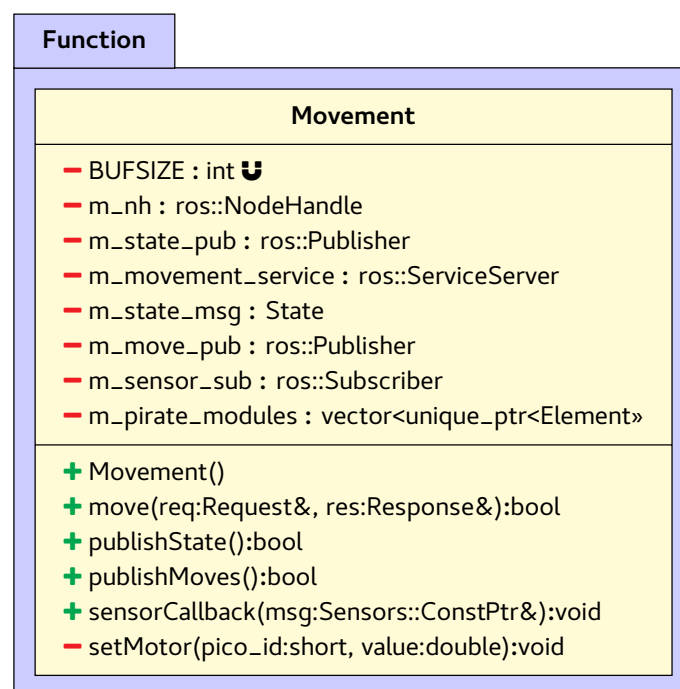 Function
Movement
− BUFSIZE : int
− m_nh : ros::NodeHandle
− m_state_pub : ros::Publisher
− m_movement_service : ros::ServiceServer
− m_state_msg : State
− m_move_pub : ros::Publisher
− m_sensor_sub : ros::Subscriber
− m_pirate_modules : vector<unique_ptr<Element»
+ Movement()
+ move(req:Request&, res:Response&):bool
+ publishState():bool
+ publishMoves():bool
+ sensorCallback(msg:Sensors::ConstPtr&):void
− setMotor(pico_id:short, value:double):void